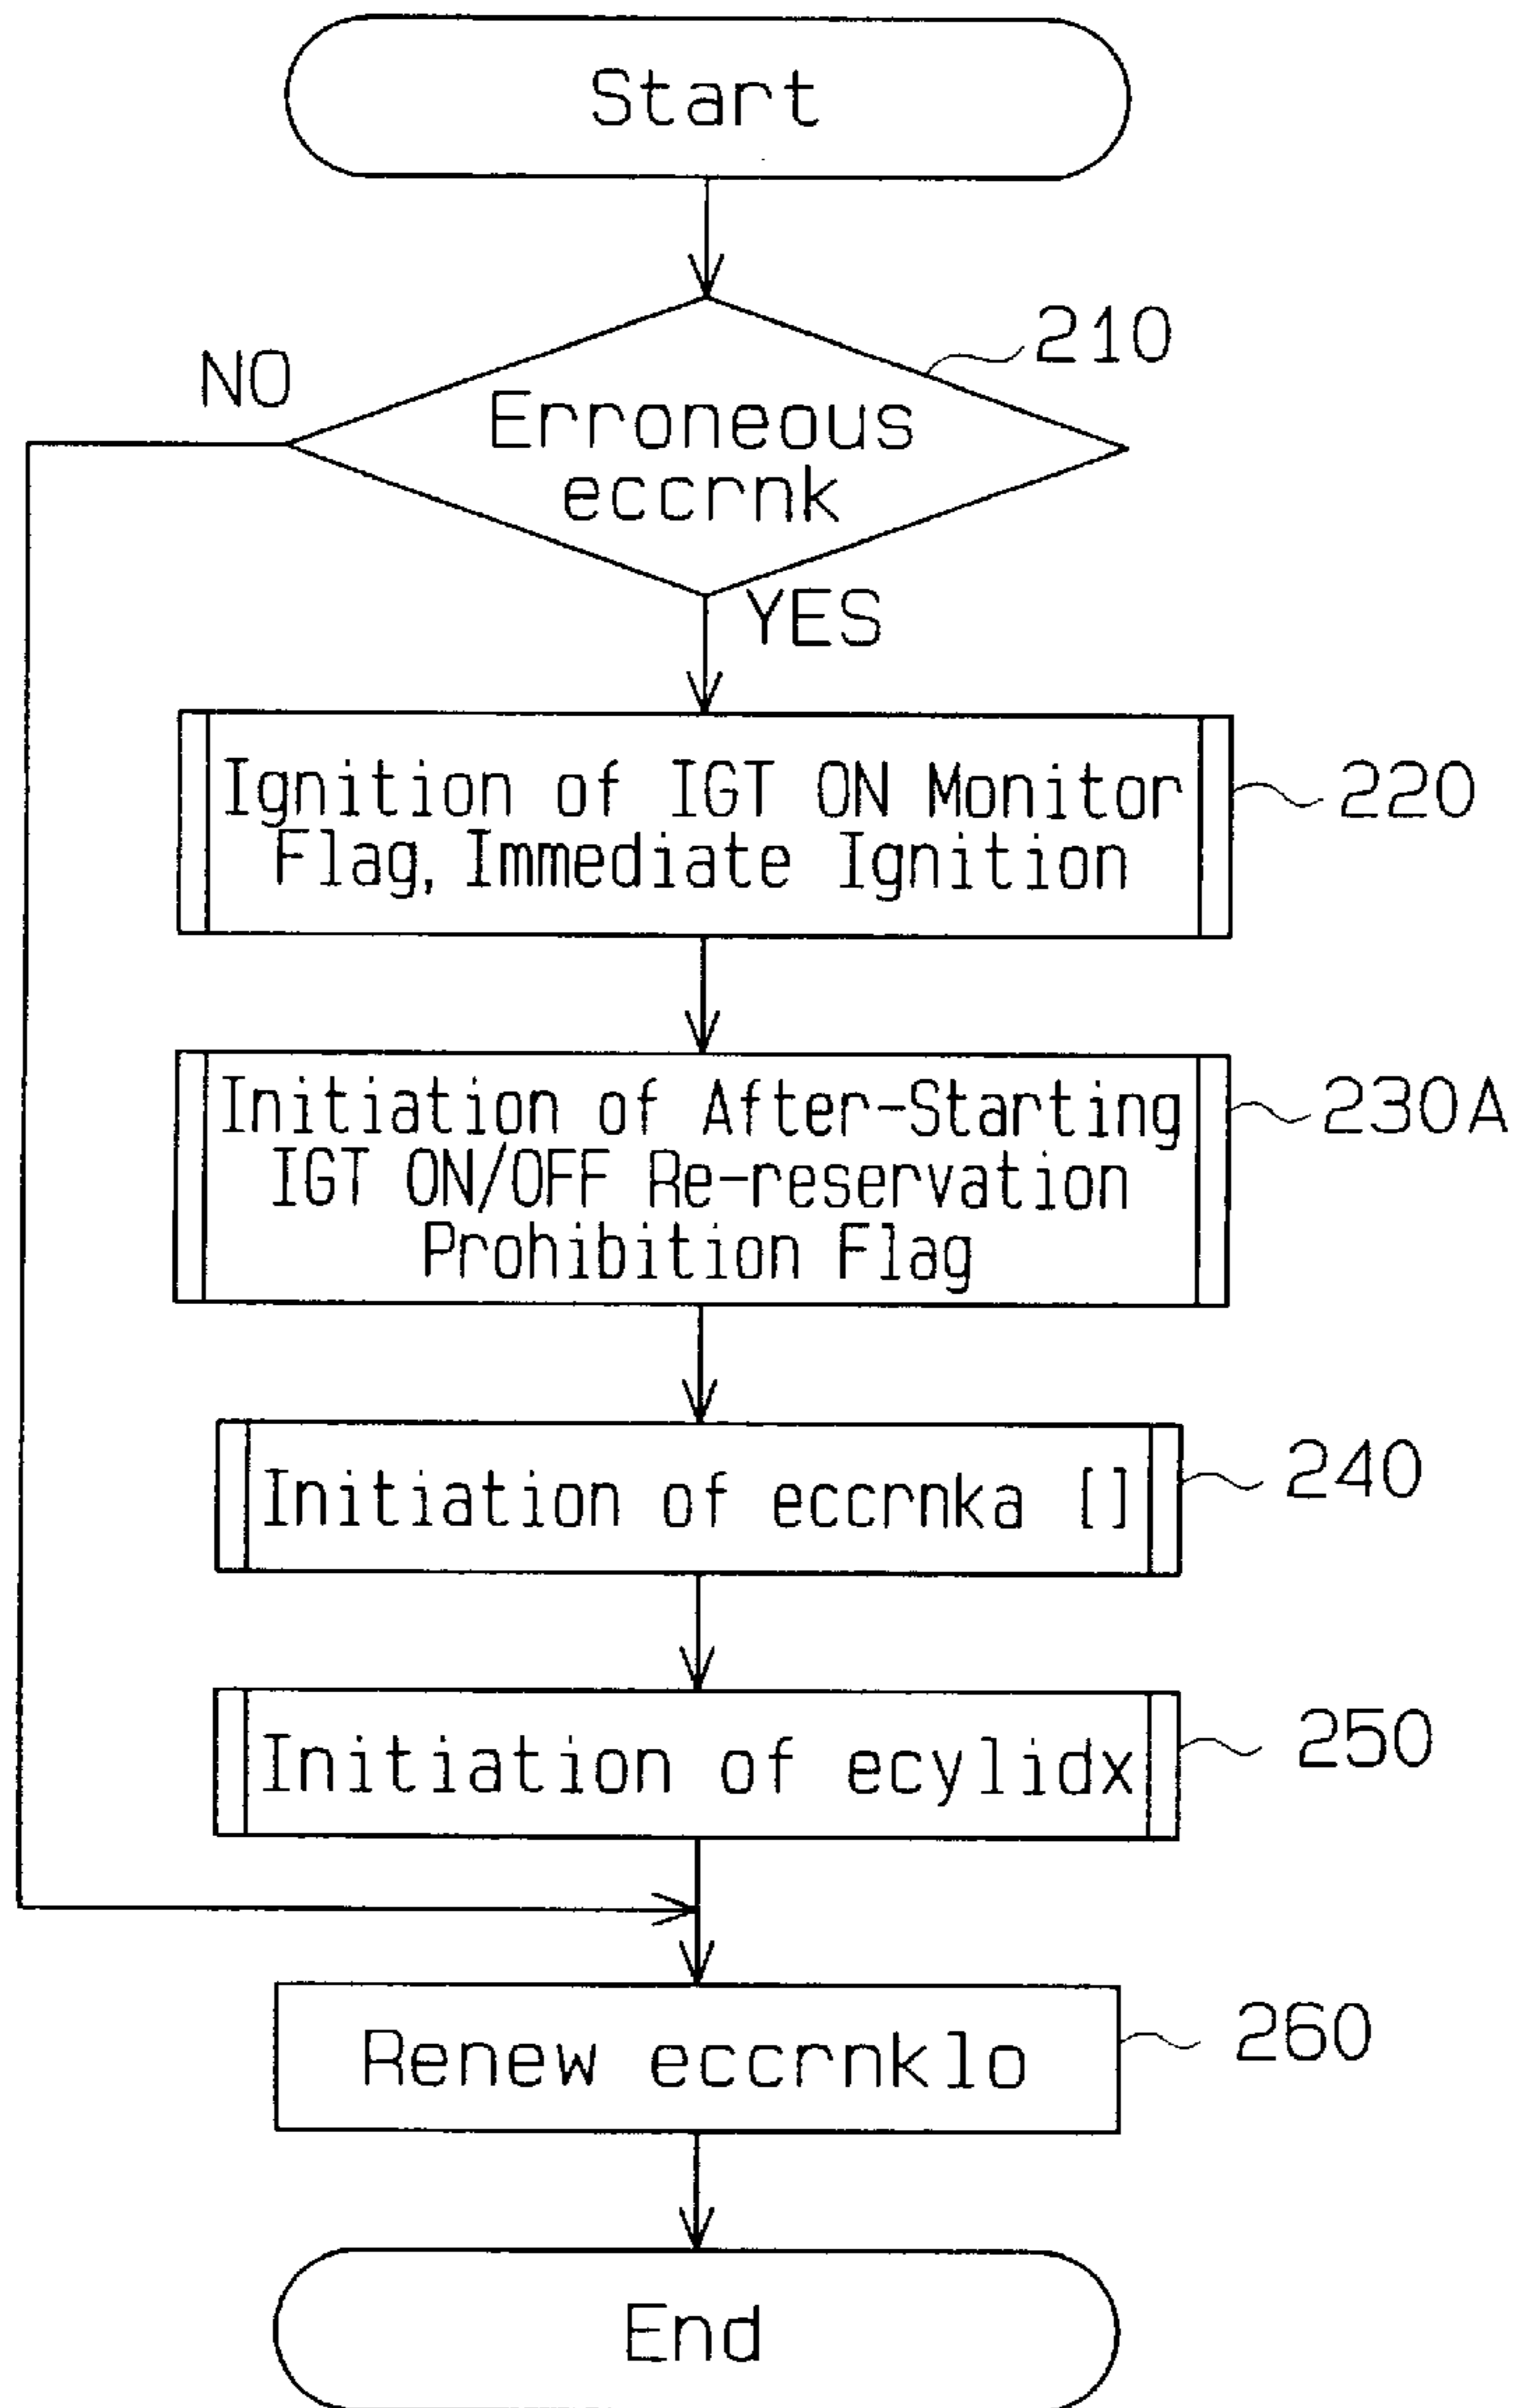 Start
210
NO
Erroneous
eccrnk
YES
Ignition of IGT ON Monitor
Flag, Immediate Ignition
220
Initiation of After-Starting
IGT ON/OFF Re-reservation
Prohibition Flag
230A
Initiation of eccrnka []
240
Initiation of ecylidx
250
Renew eccrnklo
260
End